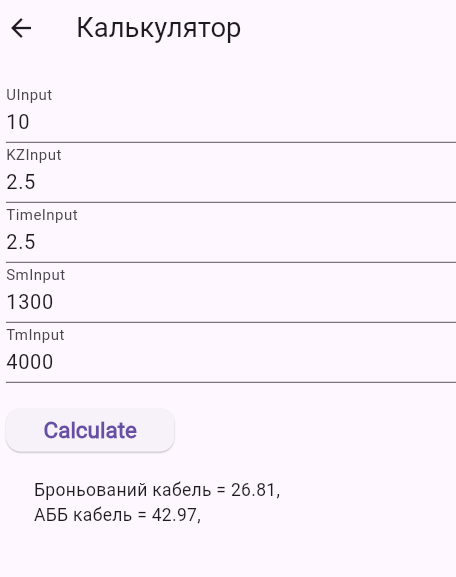 Калькулятор
UInput
10
KZInput
2.5
TimeInput
2.5
SmInput
1300
TmInput
4000
Calculate
Броньований кабель = 26.81,
АББ кабель = 42.97,